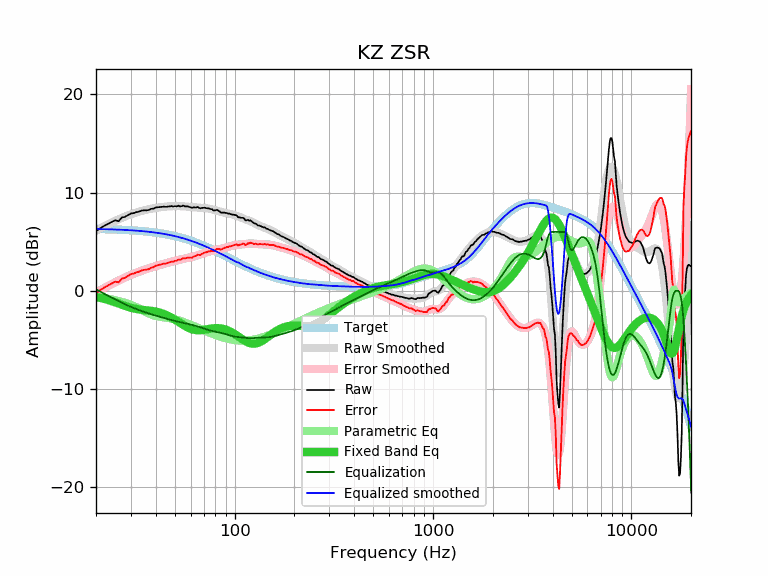 KZ ZSR
20
10
0
−10
−20
Amplitude (dBr)
Target
Raw Smoothed
Error Smoothed
Raw
Error
Parametric Eq
Fixed Band Eq
Equalization
Equalized smoothed
100
1000
10000
Frequency (Hz)